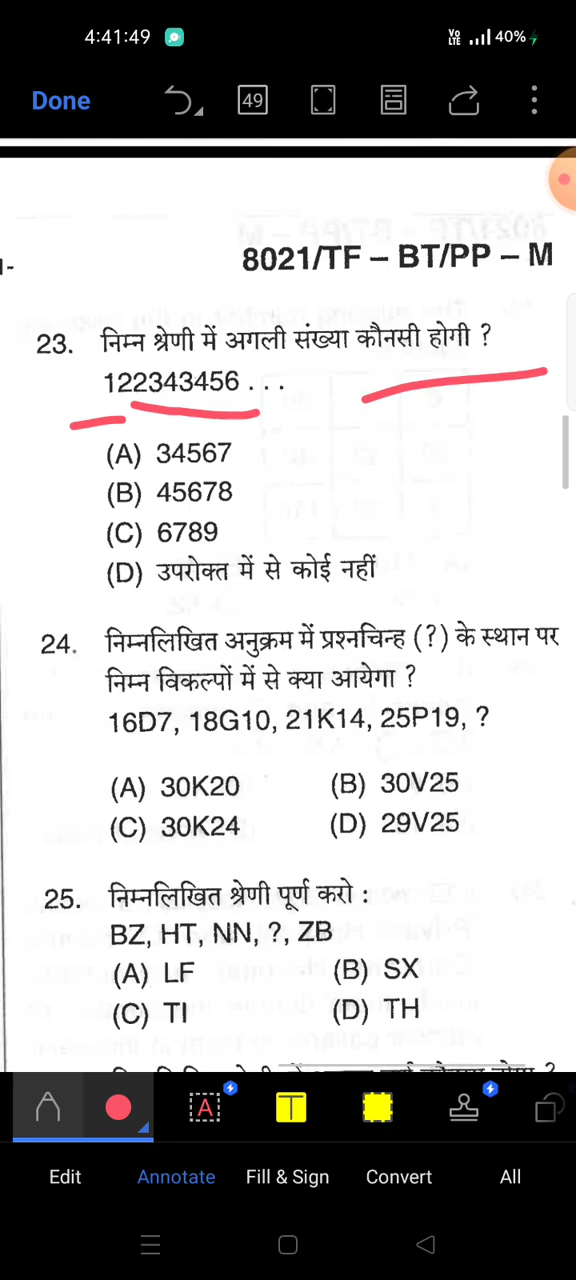 4:41:49
Vo LTE 40%
Done
49
8021/TF – BT/PP – M
23. निम्न श्रेणी में अगली संख्या कौनसी होगी ?
122343456 . . .
(A) 34567
(B) 45678
(C) 6789
(D) उपरोक्त में से कोई नहीं
24. निम्नलिखित अनुक्रम में प्रश्नचिन्ह (?) के स्थान पर
निम्न विकल्पों में से क्या आयेगा ?
16D7, 18G10, 21K14, 25P19, ?
(A) 30K20 (B) 30V25
(C) 30K24 (D) 29V25
25. निम्नलिखित श्रेणी पूर्ण करो :
BZ, HT, NN, ?, ZB
(A) LF (B) SX
(C) TI (D) TH
A T
Edit Annotate Fill & Sign Convert All